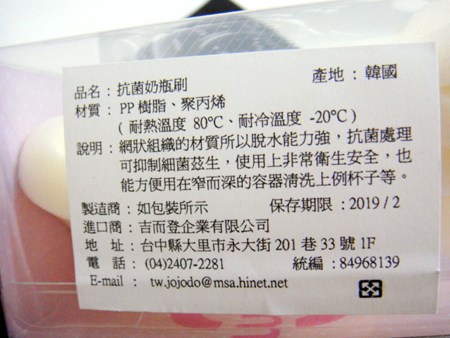 品名：抗菌奶瓶刷 產地：韓國
材質：PP 樹脂、聚丙烯
( 耐熱溫度 80℃、耐冷溫度 -20℃)
說明：網狀組織的材質所以脫水能力強，抗菌處理
可抑制細菌茲生，使用上非常衛生安全，也
能方便用在窄而深的容器清洗上例杯子等。
製造商：如包裝所示 保存期限：2019 / 2
進口商：吉而登企業有限公司
地 址：台中縣大里市永大街 201 巷 33 號 1F
電 話：(04)2407-2281 統編：84968139
E-mail : tw.jojodo@msa.hinet.net